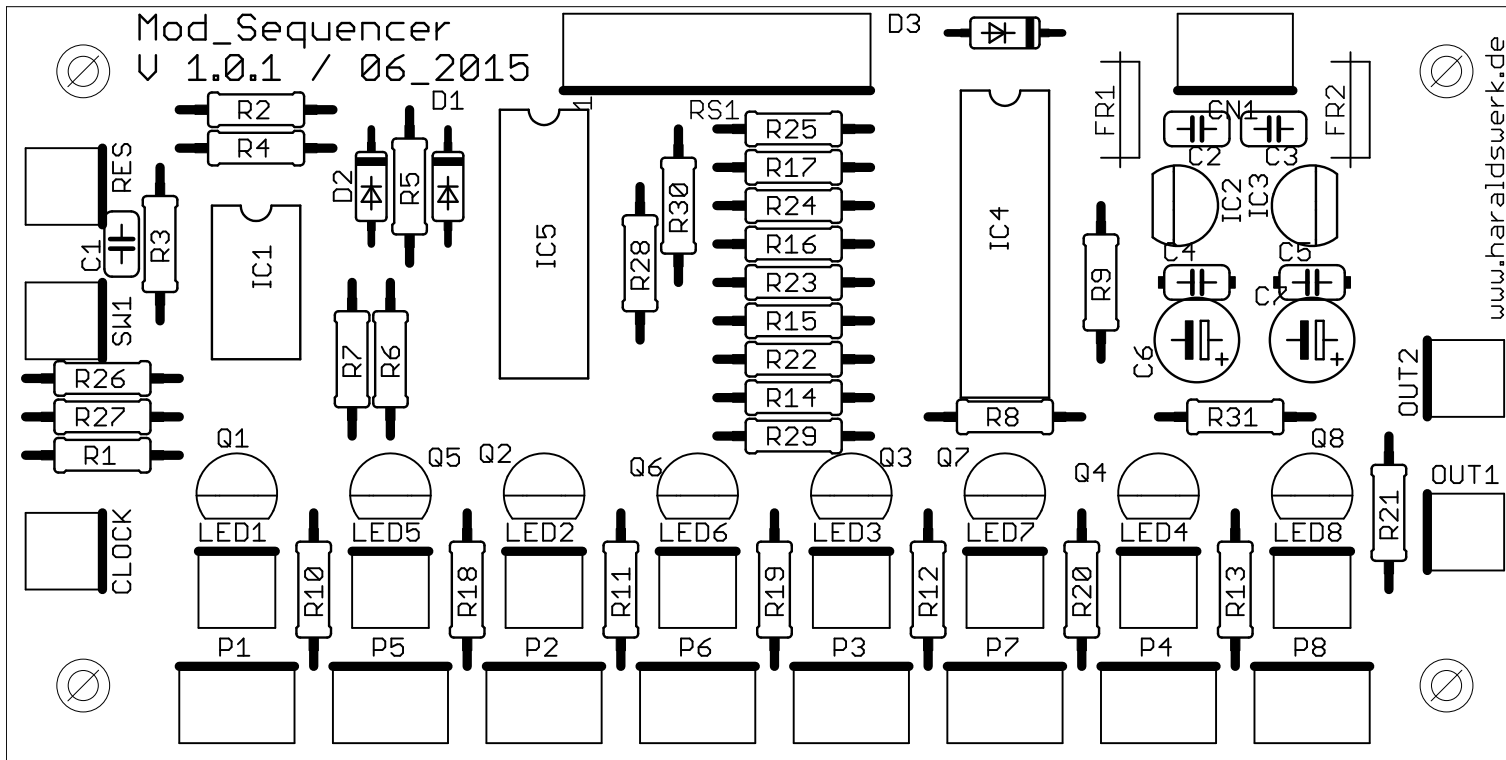 Mod_Sequencer
V 1.0.1 / 06_2015
D3
www.haraldswerk.de
R2
D1
1
RS1
FR1
CN1
FR2
R4
R25
C2
C3
RES
D2
R5
R17
R30
R24
IC4
IC2
IC3
C1
R3
IC1
IC5
R28
R16
R9
C4
C5
R23
SW1
R15
C7
R7
R6
R22
C6
OUT2
R26
R14
R27
R8
R31
R1
R29
Q1
Q5
Q2
Q6
Q3
Q7
Q4
Q8
OUT1
R21
LED1
LED5
LED2
LED6
LED3
LED7
LED4
LED8
CLOCK
R10
R18
R11
R19
R12
R20
R13
P1
P5
P2
P6
P3
P7
P4
P8